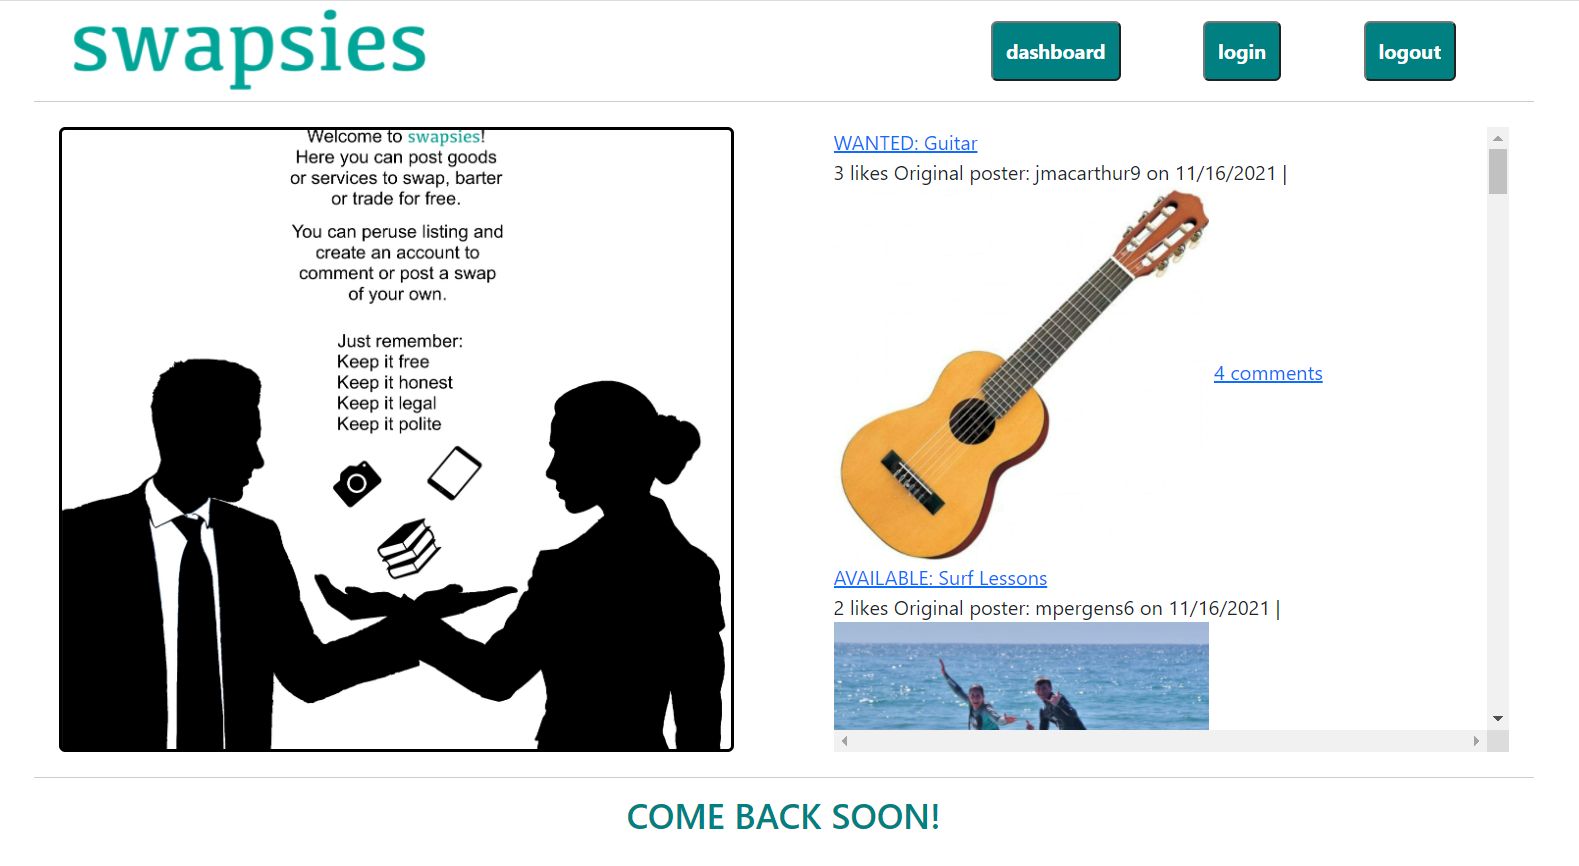 swapsies
dashboard
login
logout
Welcome to swapsies!
Here you can post goods
or services to swap, barter
or trade for free.
You can peruse listing and
create an account to
comment or post a swap
of your own.
Just remember:
Keep it free
Keep it honest
Keep it legal
Keep it polite
WANTED: Guitar
3 likes Original poster: jmacarthur9 on 11/16/2021 |
4 comments
AVAILABLE: Surf Lessons
2 likes Original poster: mpergens6 on 11/16/2021 |
COME BACK SOON!